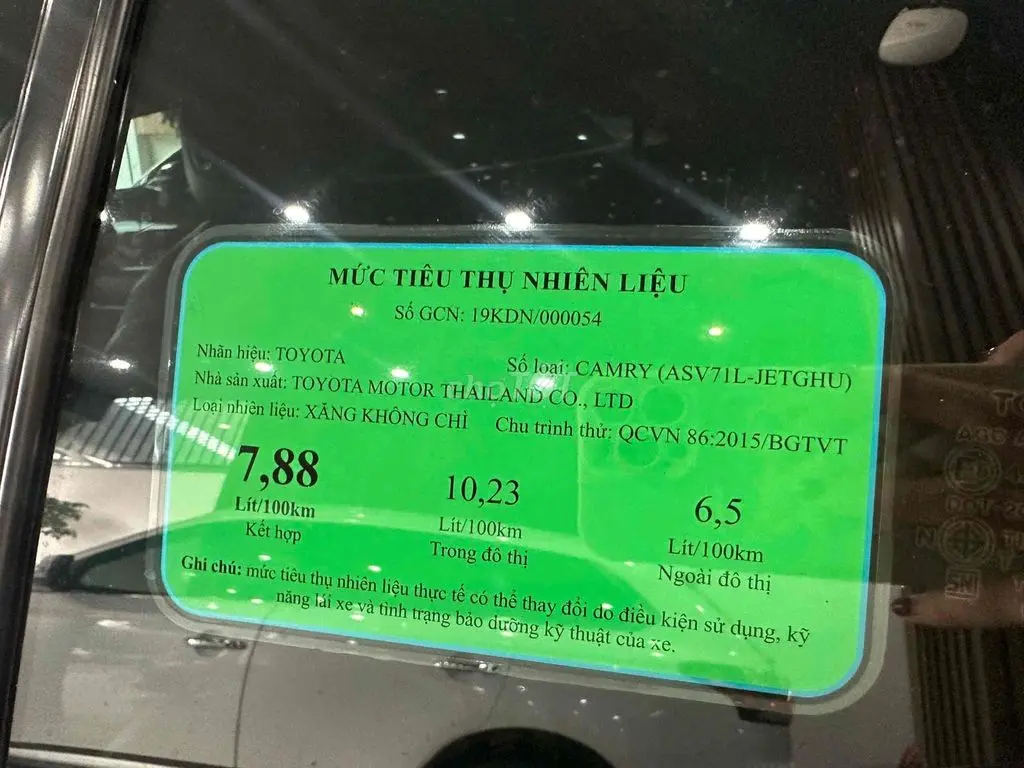 MỨC TIÊU THỤ NHIÊN LIỆU
Số GCN: 19KDN/000054
Nhãn hiệu: TOYOTA
Số loại: CAMRY (ASV71L-JETGHU)
Nhà sản xuất: TOYOTA MOTOR THAILAND CO., LTD
Loại nhiên liệu: XĂNG KHÔNG CHÌ
Chu trình thử: QCVN 86:2015/BGTVT
7,88
Lít/100km
Kết hợp
10,23
Lít/100km
Trong đô thị
6,5
Lít/100km
Ngoài đô thị
Ghi chú: mức tiêu thụ nhiên liệu thực tế có thể thay đổi do điều kiện sử dụng, kỹ
năng lái xe và tình trạng bảo dưỡng kỹ thuật của xe.